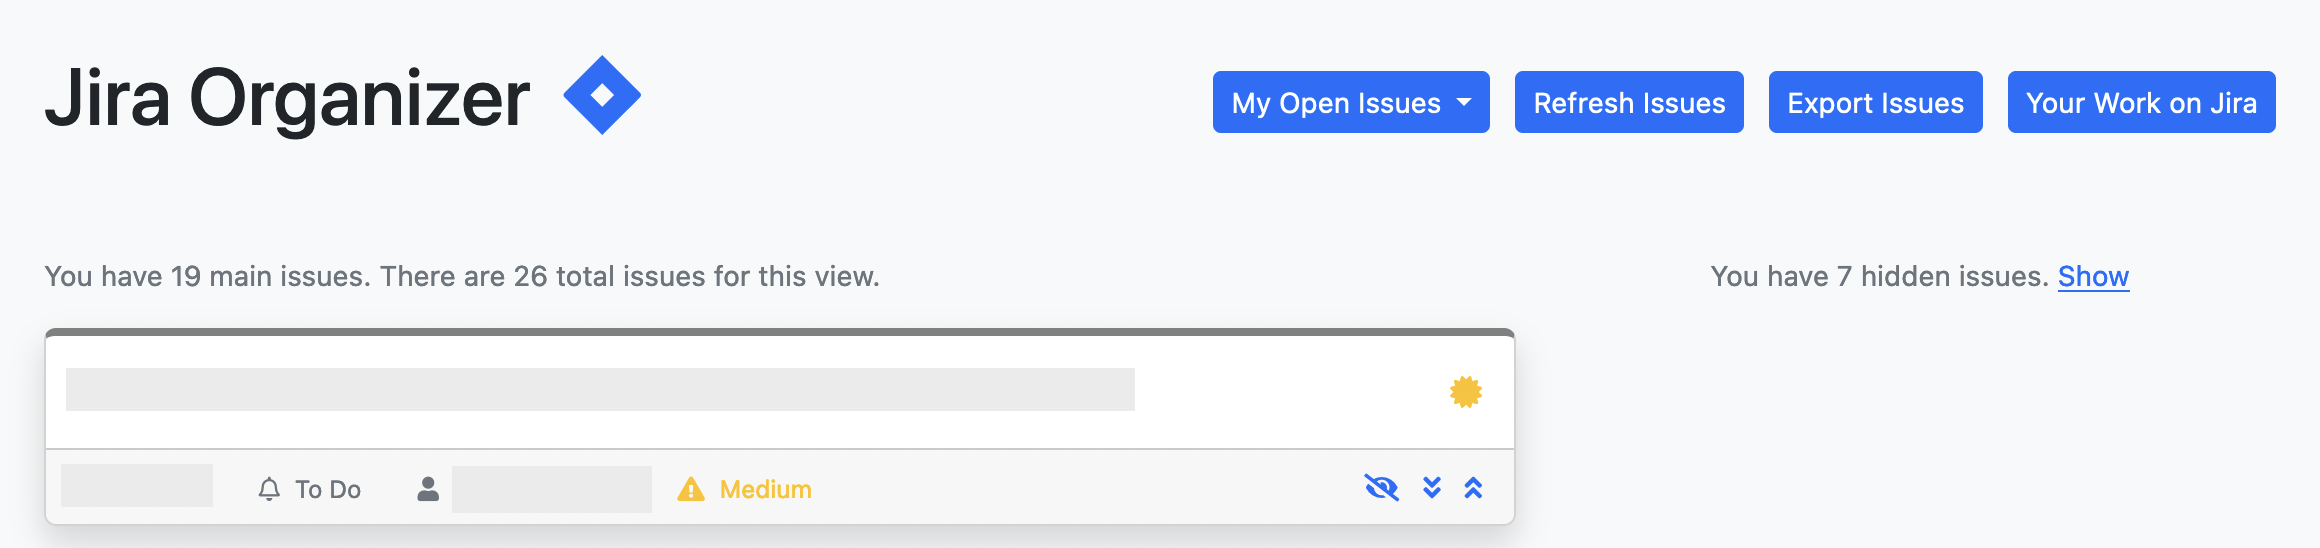 Jira Organizer
My Open Issues
Refresh Issues
Export Issues
Your Work on Jira
You have 19 main issues. There are 26 total issues for this view.
You have 7 hidden issues. Show
To Do
Medium